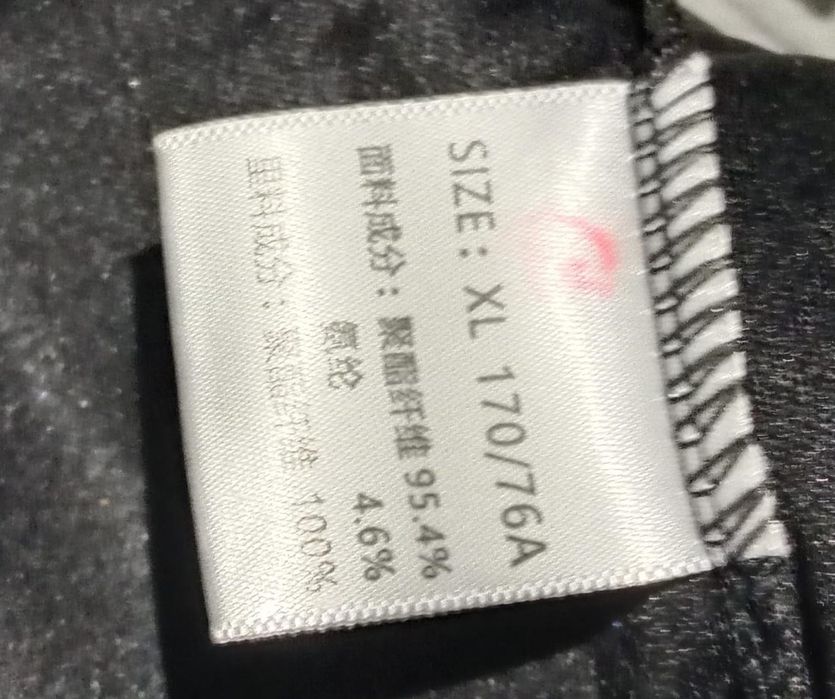 SIZE: XL 170/76A
面料成分：聚酯纤维 95.4%
氨纶 4.6%
里料成分：聚酯纤维 100%